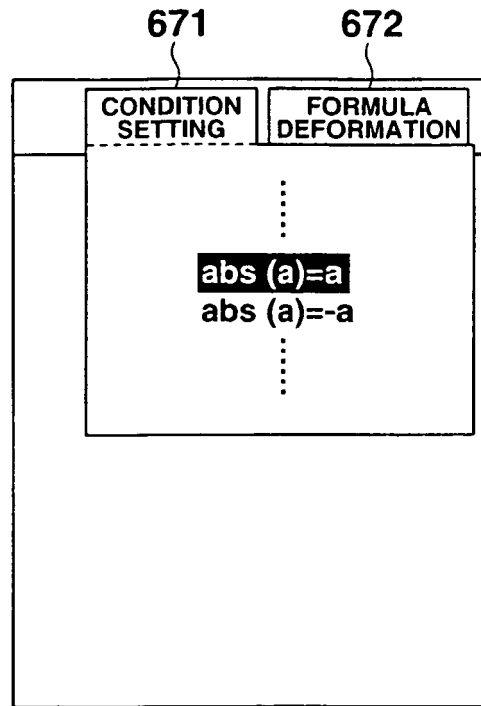 671 672
CONDITION SETTING
FORMULA DEFORMATION
abs (a)=a
abs (a)=-a